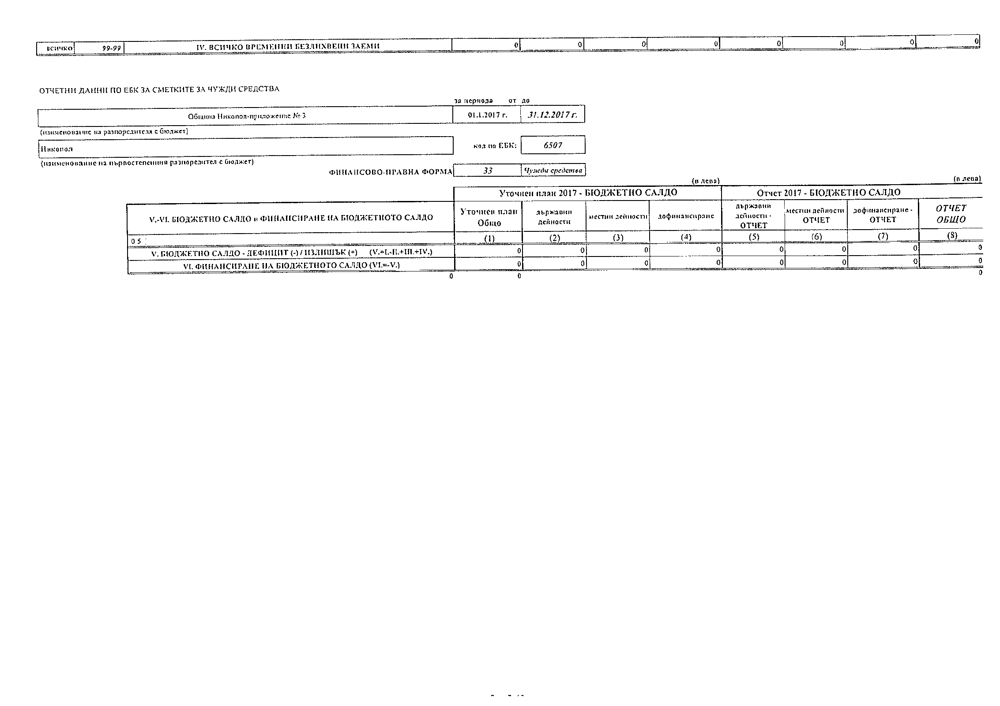 всичко 99-99 IV. ВСИЧКО ВРЕМЕННИ БЕЗЛИХВЕНИ ЗАЕМИ 0 0 0 0 0 0 0 0
ОТЧЕТНИ ДАННИ ПО ЕБК ЗА СМЕТКИТЕ ЗА ЧУЖДИ СРЕДСТВА
за периода от до
Община Никопол-приложение № 3 01.1.2017 г. 31.12.2017 г.
(наименование на разпоредителя с бюджет)
Никопол код по ЕБК: 6507
(наименование на първостепенния разпоредител с бюджет)
ФИНАНСОВО-ПРАВНА ФОРМА 33 Чужди средства
(в лева) (в лева)
Уточнен план 2017 - БЮДЖЕТНО САЛДО Отчет 2017 - БЮДЖЕТНО САЛДО
V.-VI. БЮДЖЕТНО САЛДО и ФИНАНСИРАНЕ НА БЮДЖЕТНОТО САЛДО
Уточнен план
Общо
държавни
дейности
местни дейности
дофинансиране
държавни
дейности -
ОТЧЕТ
местни дейности
ОТЧЕТ
дофинансиране -
ОТЧЕТ
ОТЧЕТ
ОБЩО
0 5 (1) (2) (3) (4) (5) (6) (7) (8)
V. БЮДЖЕТНО САЛДО - ДЕФИЦИТ (-) / ИЗЛИШЪК (+) (V.=I.-II.+III.+IV.) 0 0 0 0 0 0 0 0
VI. ФИНАНСИРАНЕ НА БЮДЖЕТНОТО САЛДО (VI.=-V.) 0 0 0 0 0 0 0 0
0 0 0